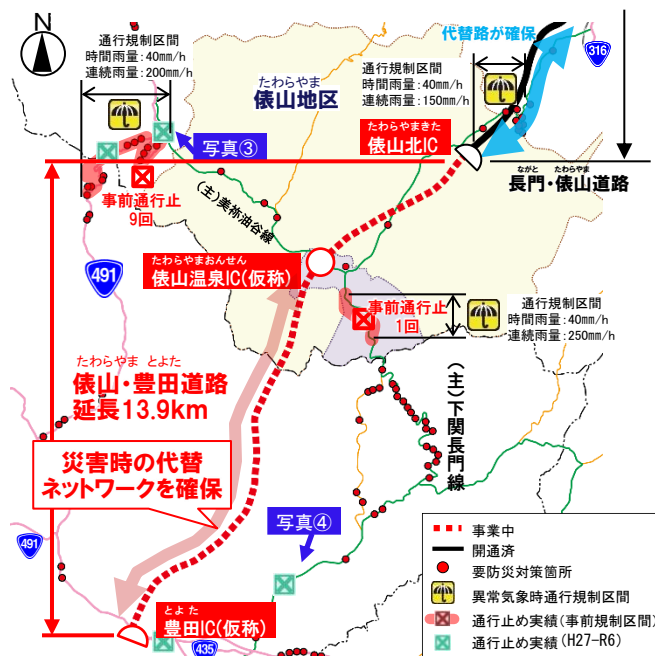 N
通行規制区間
時間雨量:40mm/h
連続雨量:200mm/h
たわらやま
俵山地区
通行規制区間
時間雨量:40mm/h
連続雨量:150mm/h
代替路が確保
316
写真③
たわらやまきた
俵山北IC
ながと たわらやま
長門・俵山道路
事前通行止
9回
(主)美祢油谷線
491
たわらやまおんせん
俵山温泉IC(仮称)
事前通行止
1回
通行規制区間
時間雨量:40mm/h
連続雨量:250mm/h
たわらやま とよた
俵山・豊田道路
延長13.9km
(主)下関長門線
災害時の代替
ネットワークを確保
写真④
491
とよた
豊田IC(仮称)
435
事業中
開通済
要防災対策箇所
異常気象時通行規制区間
通行止め実績(事前規制区間)
通行止め実績(H27-R6)